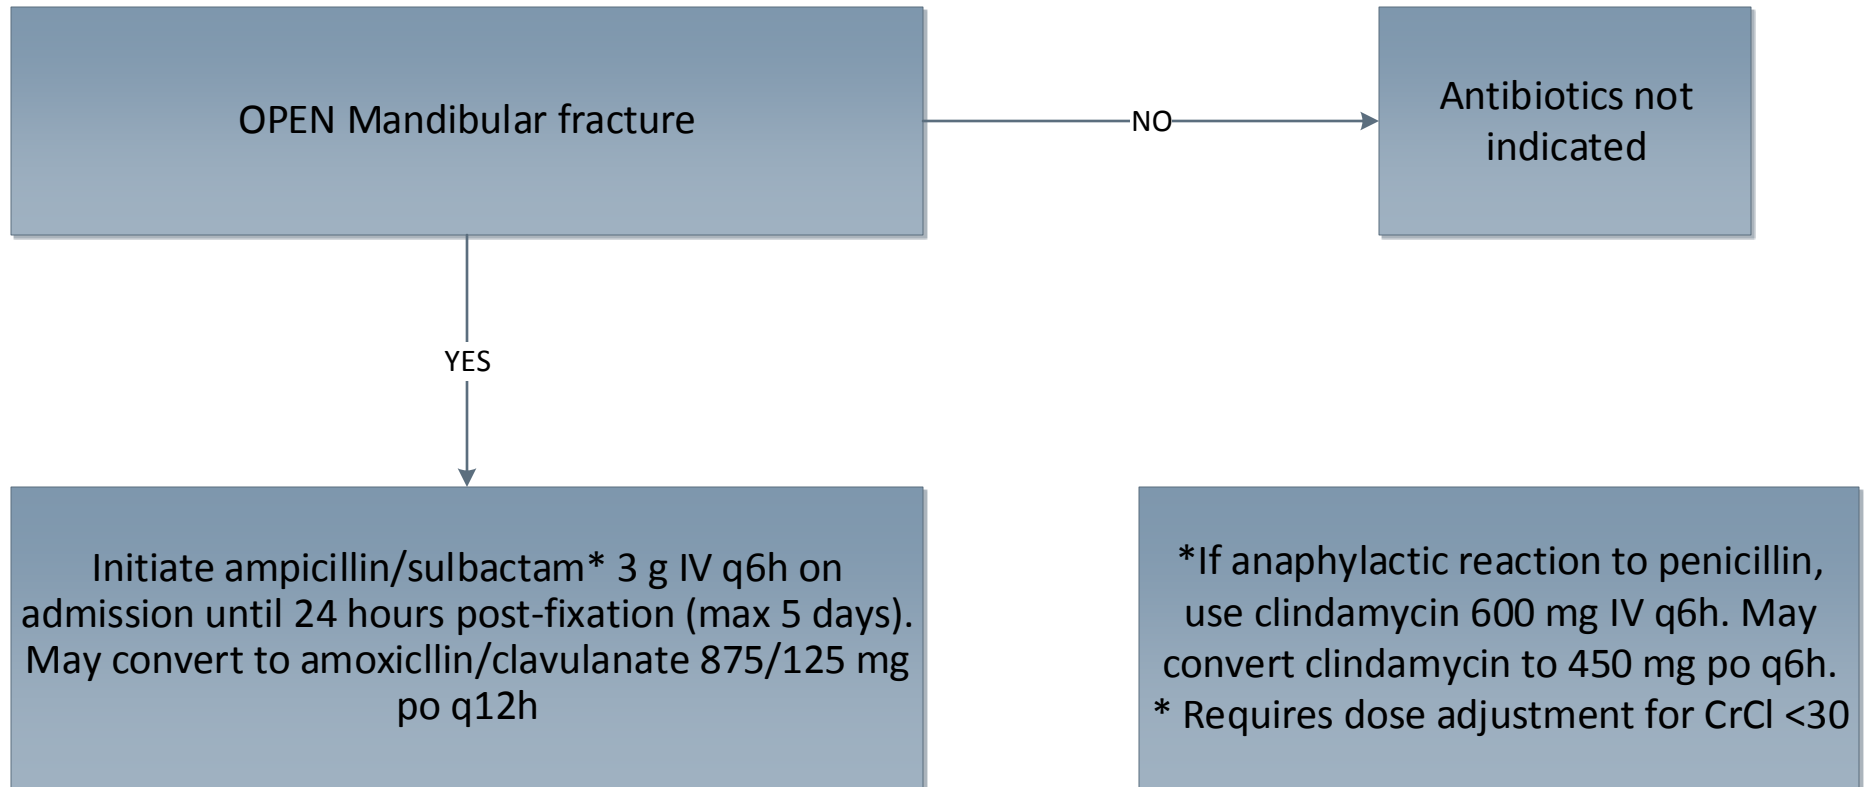 OPEN Mandibular fracture
NO
Antibiotics not
indicated
YES
Initiate ampicillin/sulbactam* 3 g IV q6h on
admission until 24 hours post-fixation (max 5 days).
May convert to amoxicllin/clavulanate 875/125 mg
po q12h
*If anaphylactic reaction to penicillin,
use clindamycin 600 mg IV q6h. May
convert clindamycin to 450 mg po q6h.
* Requires dose adjustment for CrCl <30